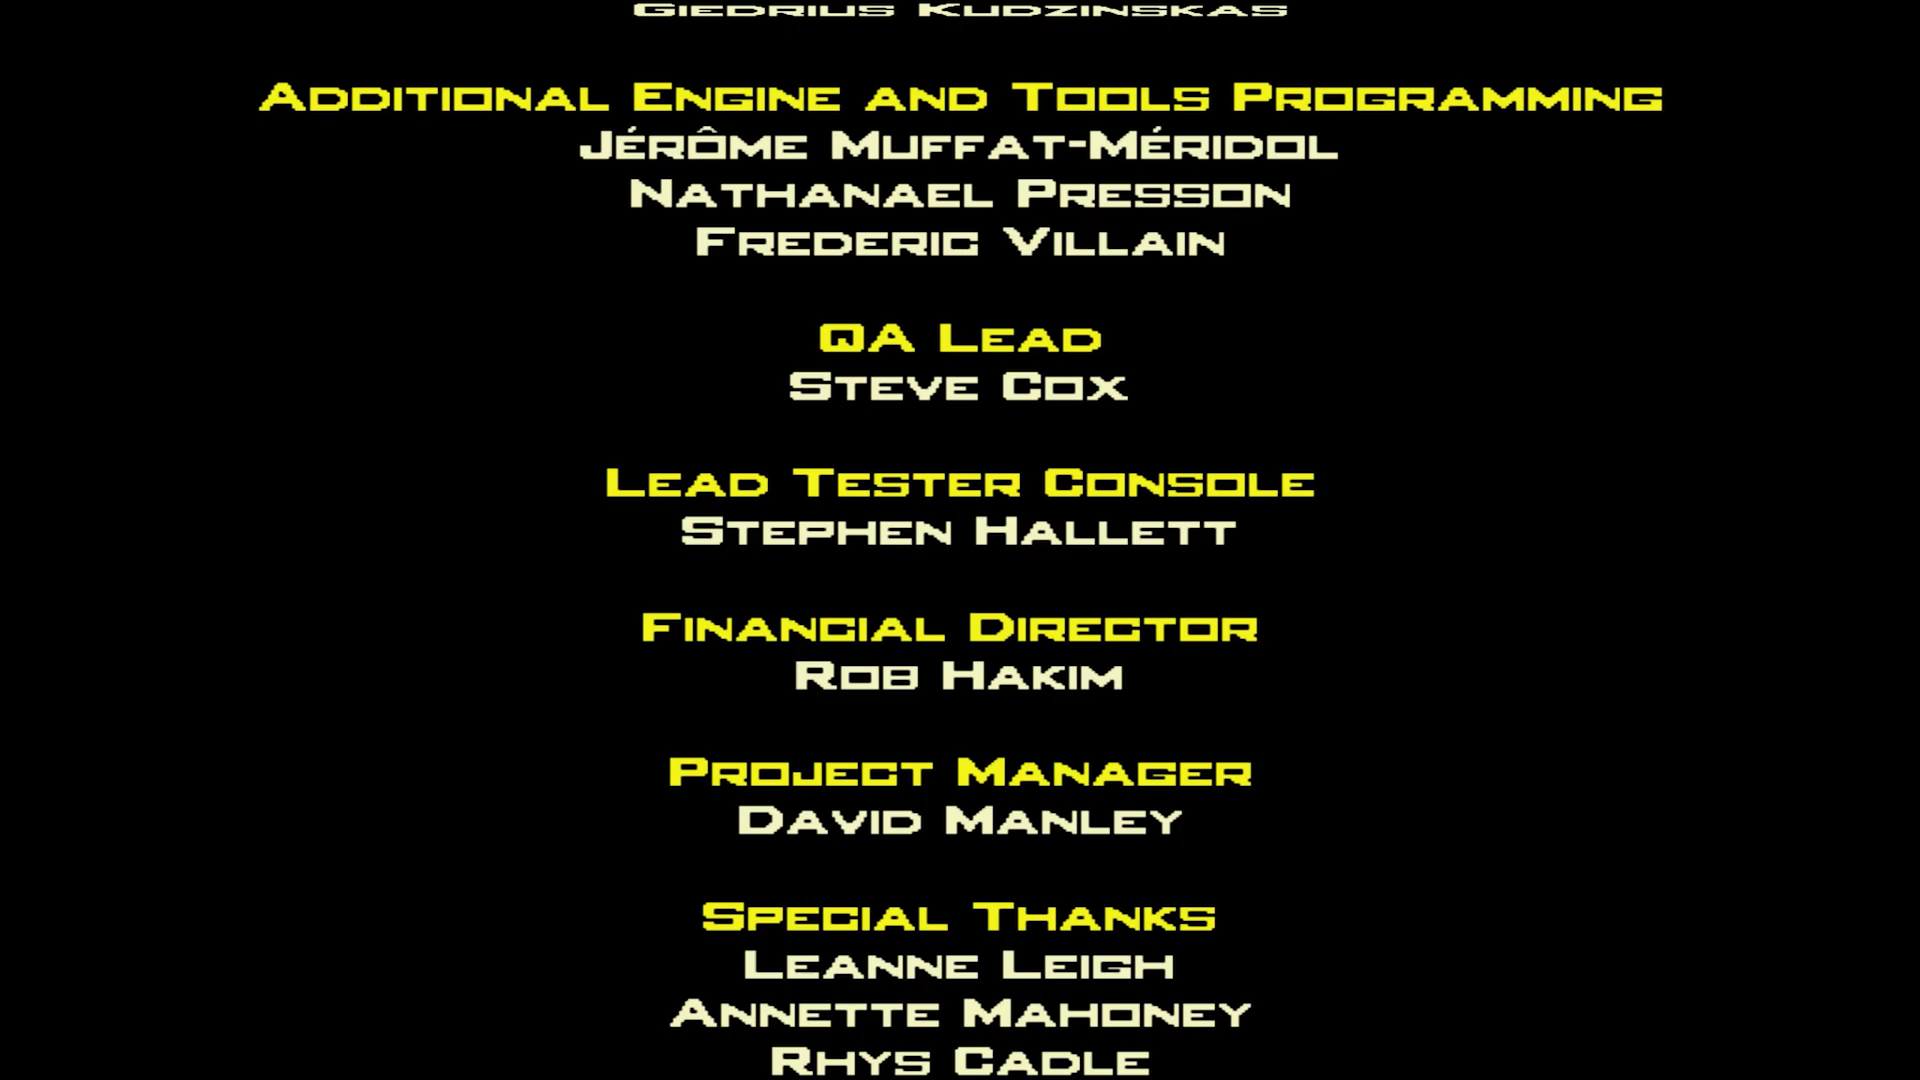 Giedrius Kudzinskas
Additional Engine and Tools Programming
Jérôme Muffat-Méridol
Nathanael Presson
Frederic Villain
QA Lead
Steve Cox
Lead Tester Console
Stephen Hallett
Financial Director
Rob Hakim
Project Manager
David Manley
Special Thanks
Leanne Leigh
Annette Mahoney
Rhys Cadle